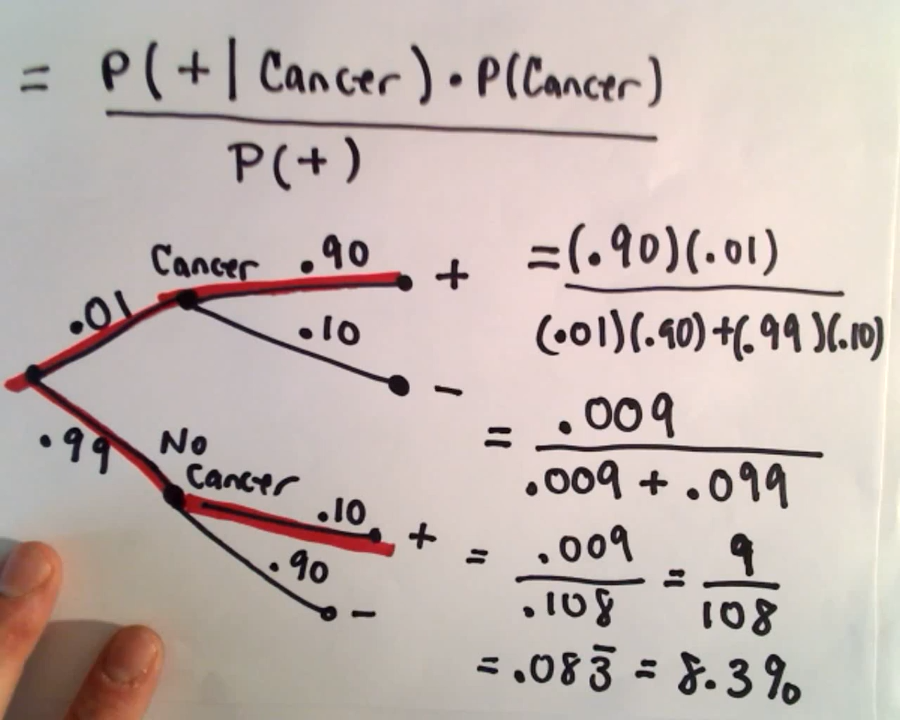 = P(+|Cancer)·P(Cancer)
P(+)
Cancer .90 +
.01
.10
-
.99
No
Cancer
.10 +
.90
-
=(.90)(.01)
(.01)(.90)+(.99)(.10)
= .009
.009 + .099
= .009 = 9
.108 108
= .083̅ = 8.3%